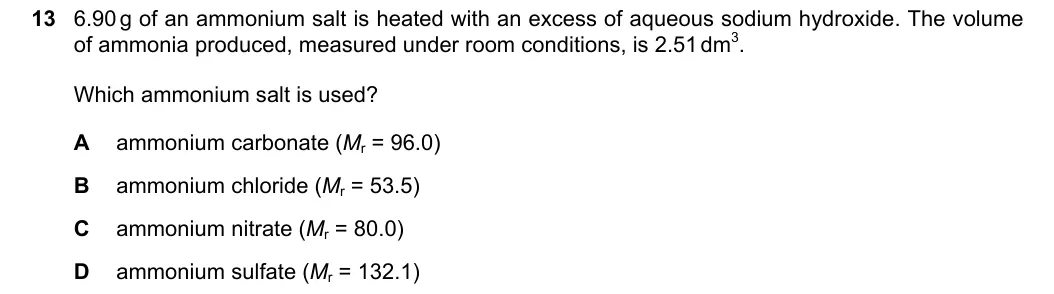 13 6.90 g of an ammonium salt is heated with an excess of aqueous sodium hydroxide. The volume
of ammonia produced, measured under room conditions, is 2.51 dm³.
Which ammonium salt is used?
A ammonium carbonate (Mᵣ = 96.0)
B ammonium chloride (Mᵣ = 53.5)
C ammonium nitrate (Mᵣ = 80.0)
D ammonium sulfate (Mᵣ = 132.1)